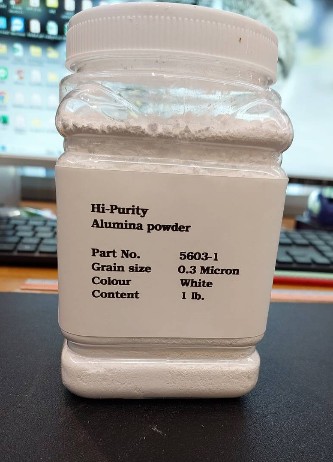 Hi-Purity
Alumina powder
Part No. 5603-1
Grain size 0.3 Micron
Colour White
Content 1 lb.